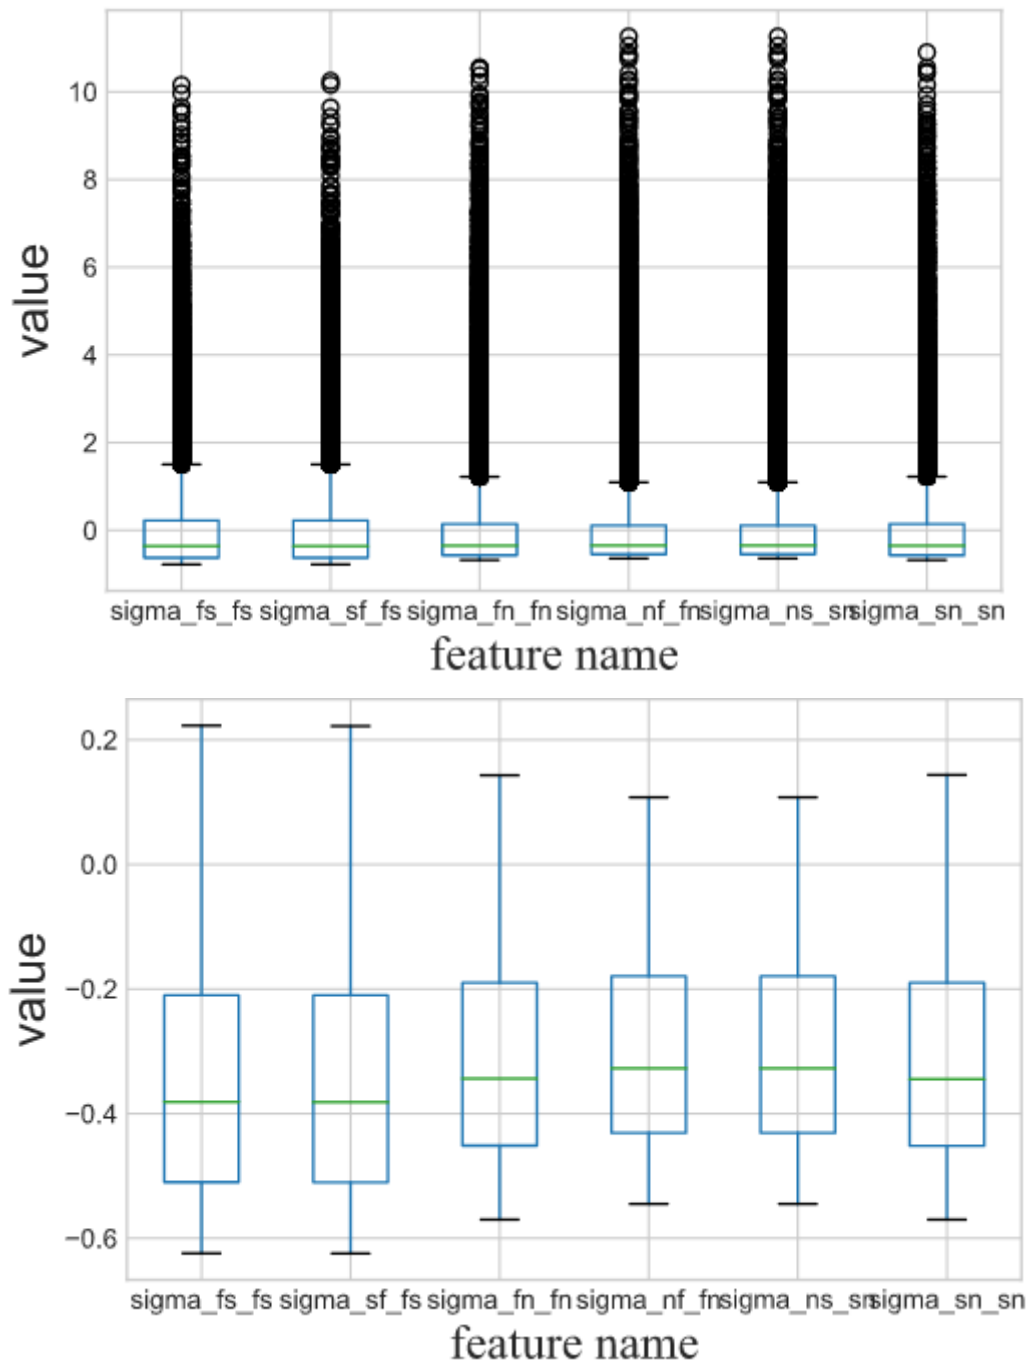 10
8
6
4
2
0
value
sigma_fs_fs sigma_sf_fs sigma_fn_fn sigma_nf_fn sigma_ns_sn sigma_sn_sn
feature name
0.2
0.0
−0.2
−0.4
−0.6
value
sigma_fs_fs sigma_sf_fs sigma_fn_fn sigma_nf_fn sigma_ns_sn sigma_sn_sn
feature name